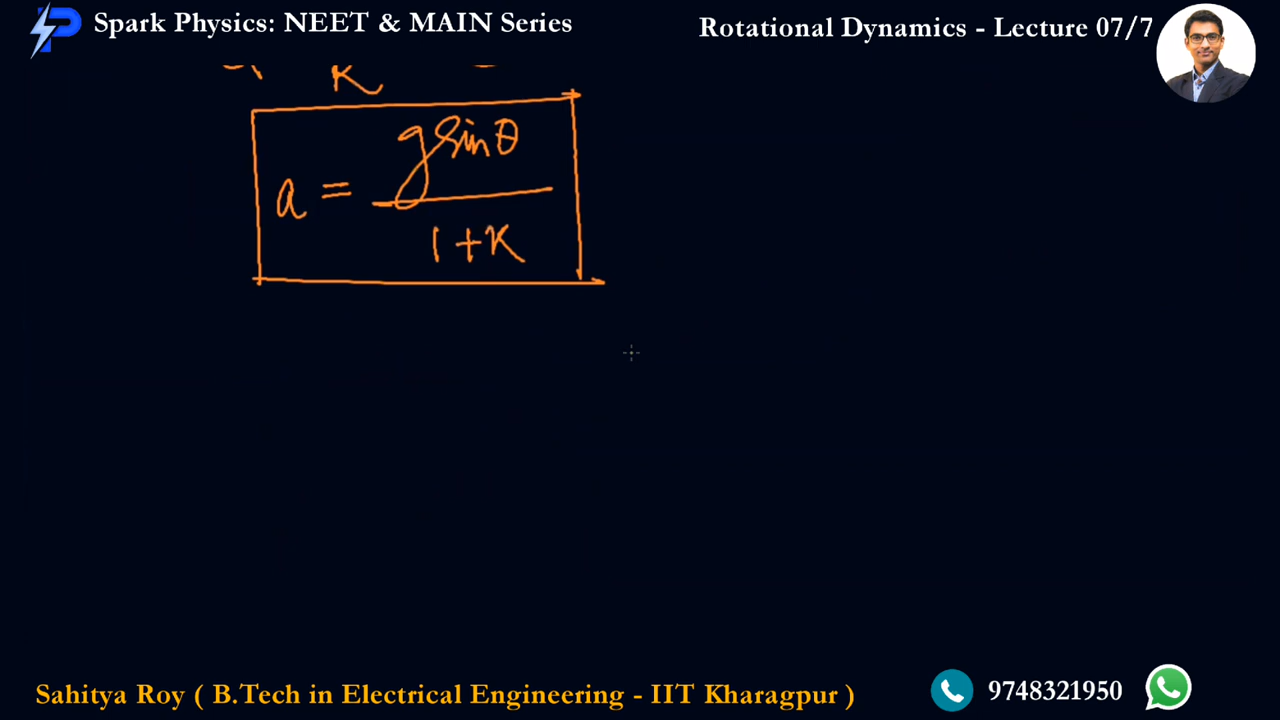 Spark Physics: NEET & MAIN Series
Rotational Dynamics - Lecture 07/7
K
a = g sinθ / 1+K
Sahitya Roy ( B.Tech in Electrical Engineering - IIT Kharagpur )
9748321950